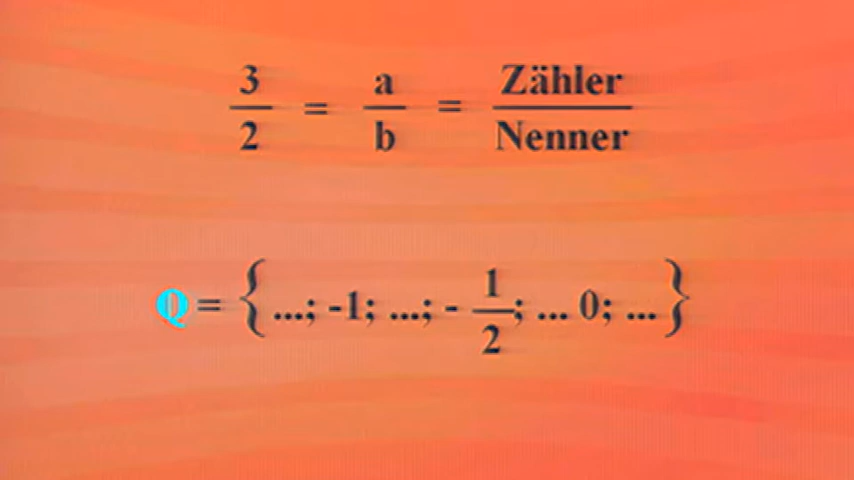 3/2 = a/b = Zähler/Nenner
Q = {...; -1; ...; - 1/2; ... 0; ...}